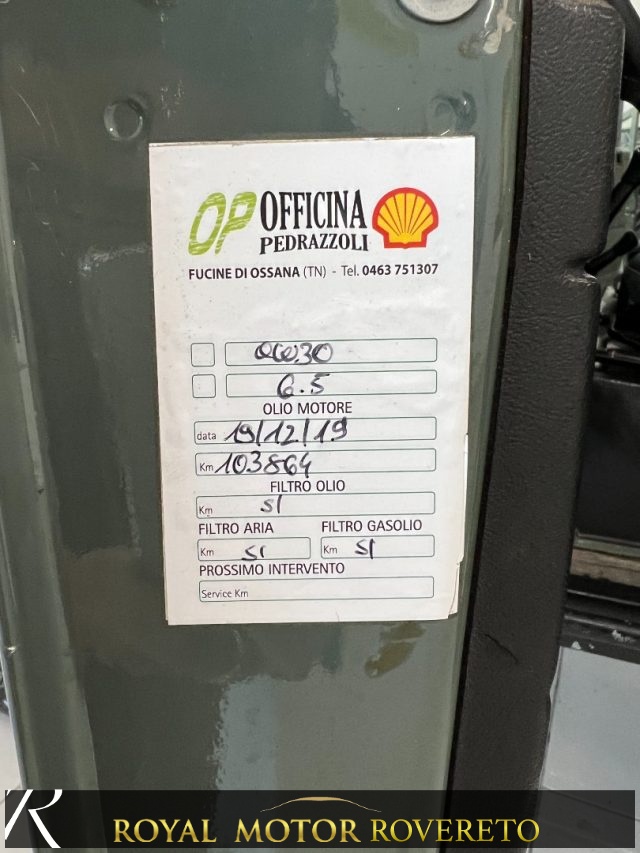 OP OFFICINA
PEDRAZZOLI
FUCINE DI OSSANA (TN) - Tel. 0463 751307
0W30
6.5
OLIO MOTORE
data 19/12/19
Km 103864
FILTRO OLIO
Km SI
FILTRO ARIA FILTRO GASOLIO
Km SI Km SI
PROSSIMO INTERVENTO
Service Km
R ROYAL MOTOR ROVERETO